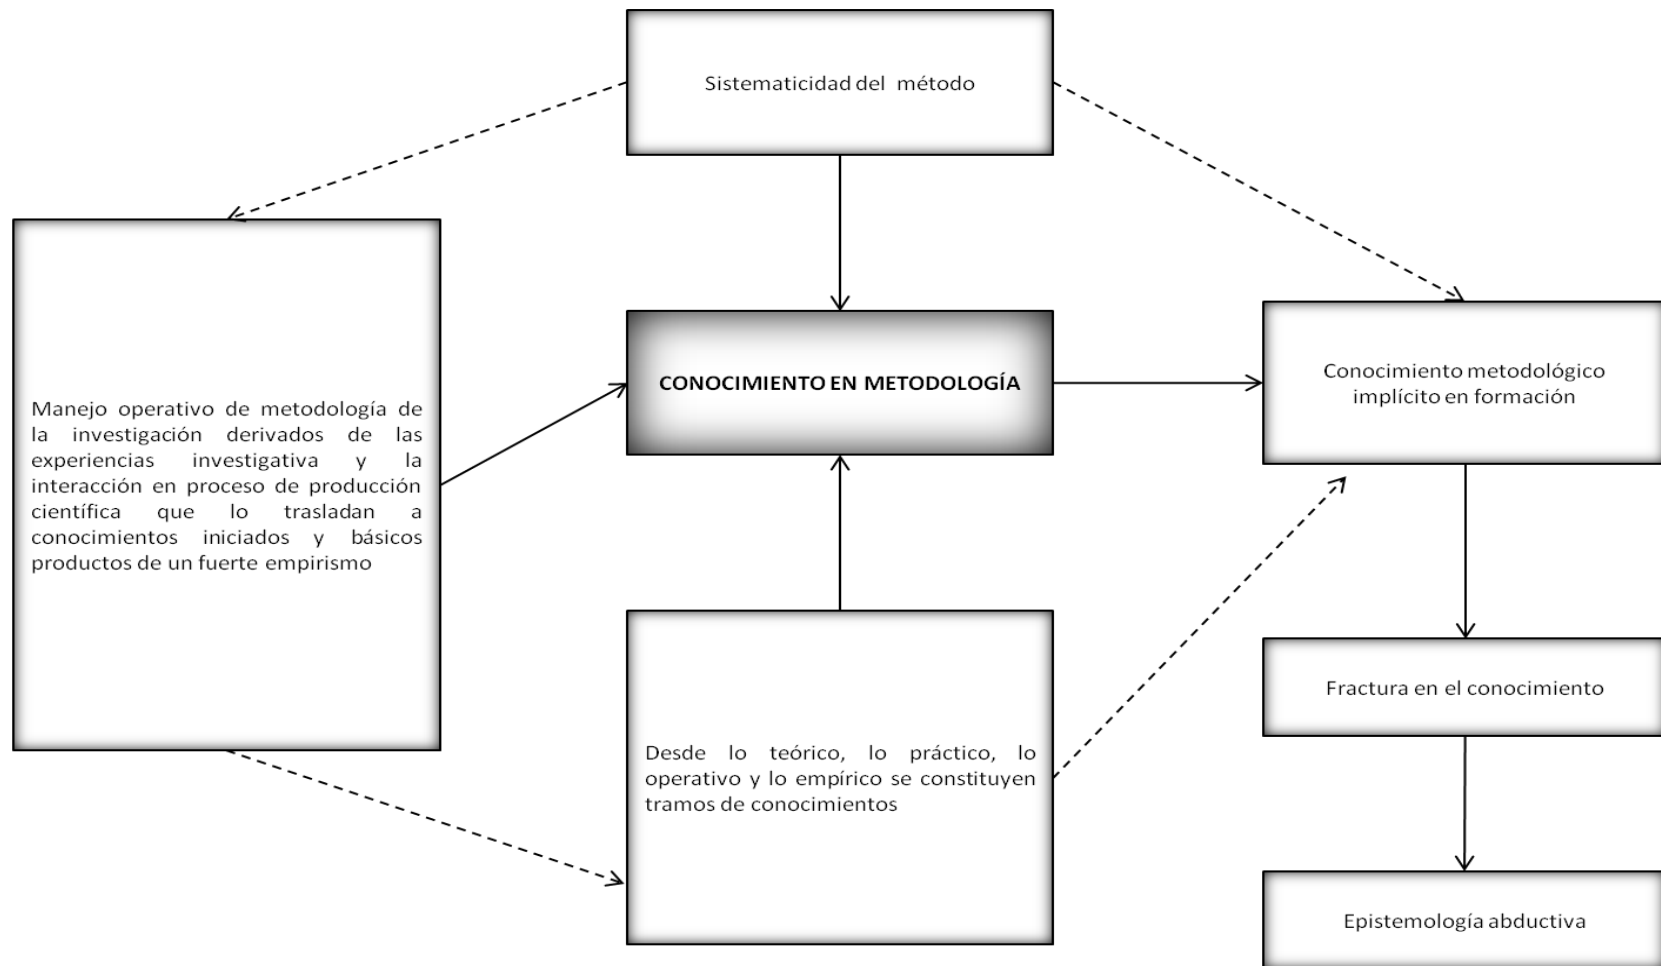 Sistematicidad del método
CONOCIMIENTO EN METODOLOGÍA
Conocimiento metodológico
implícito en formación
Manejo operativo de metodología de
la investigación derivados de las
experiencias investigativa y la
interacción en proceso de producción
científica que lo trasladan a
conocimientos iniciados y básicos
productos de un fuerte empirismo
Desde lo teórico, lo práctico, lo
operativo y lo empírico se constituyen
tramos de conocimientos
Fractura en el conocimiento
Epistemología abductiva